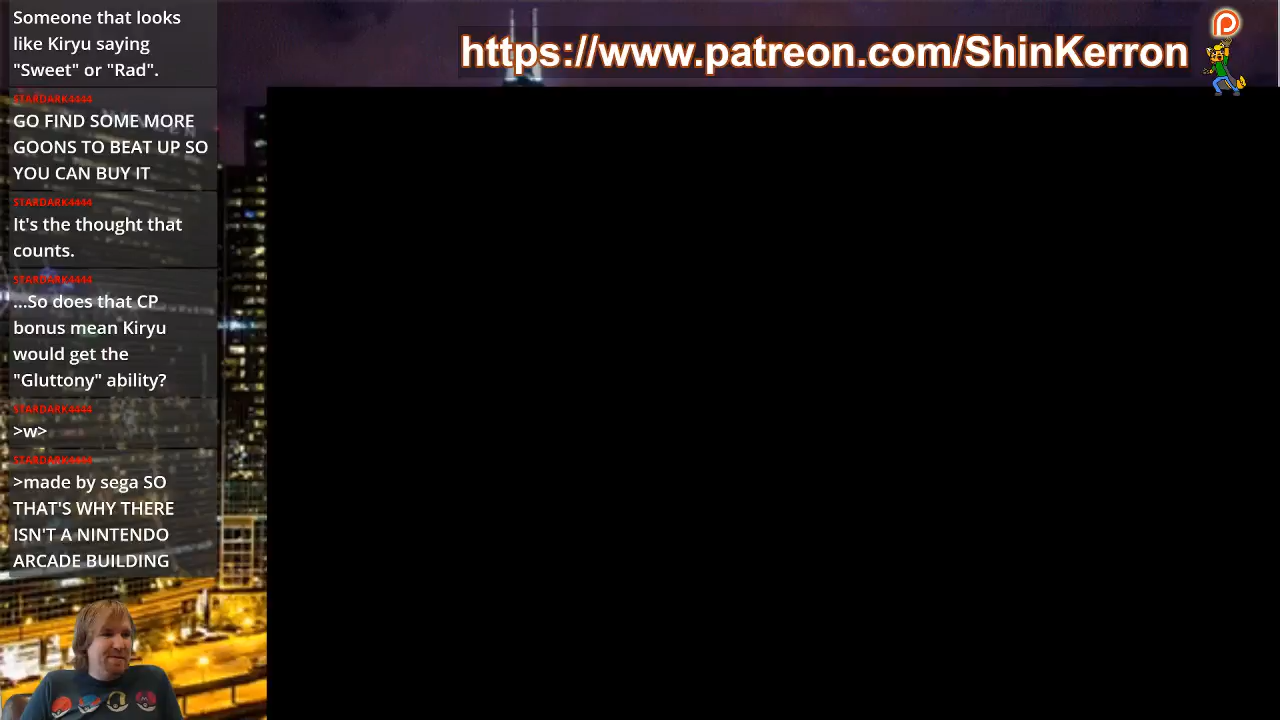 Someone that looks
like Kiryu saying
"Sweet" or "Rad".
https://www.patreon.com/ShinKerron
STARDARK4444
GO FIND SOME MORE
GOONS TO BEAT UP SO
YOU CAN BUY IT
STARDARK4444
It's the thought that
counts.
STARDARK4444
...So does that CP
bonus mean Kiryu
would get the
"Gluttony" ability?
STARDARK4444
>w>
STARDARK4444
>made by sega SO
THAT'S WHY THERE
ISN'T A NINTENDO
ARCADE BUILDING